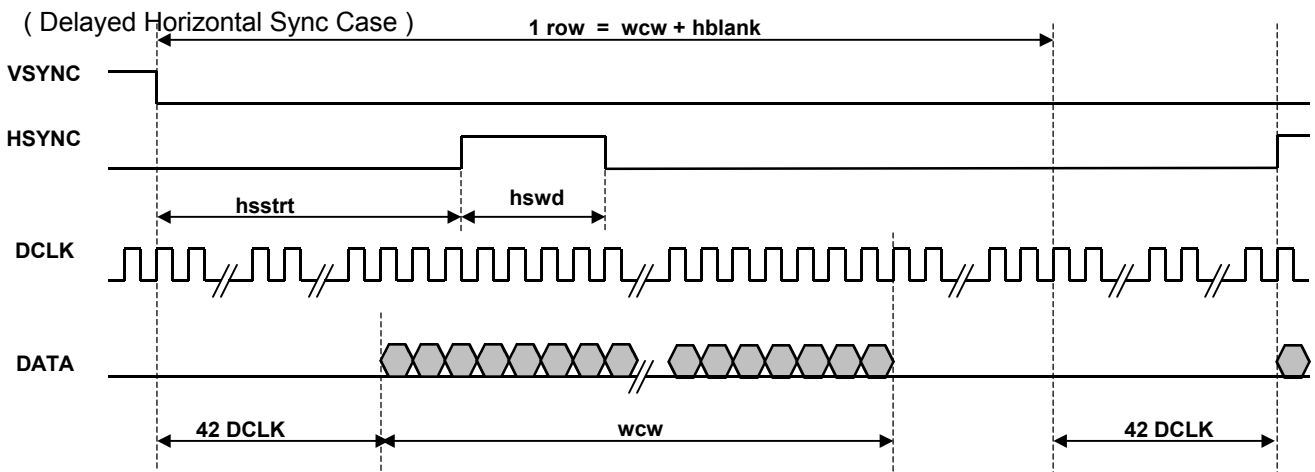 ( Delayed Horizontal Sync Case )
1 row = wcw + hblank
VSYNC
HSYNC
hsstrt
hswd
DCLK
DATA
42 DCLK
wcw
42 DCLK